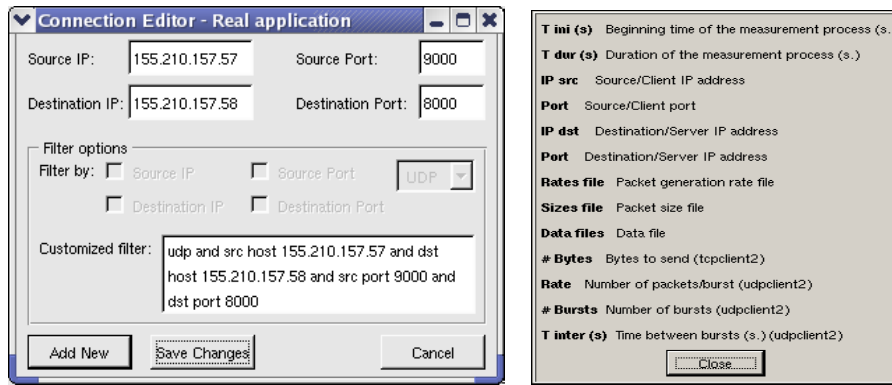 Connection Editor - Real application
Source IP: 155.210.157.57 Source Port: 9000
Destination IP: 155.210.157.58 Destination Port: 8000
Filter options
Filter by: Source IP Source Port UDP
Destination IP Destination Port
Customized filter: udp and src host 155.210.157.57 and dst
host 155.210.157.58 and src port 9000 and
dst port 8000
Add New Save Changes Cancel
T ini (s) Beginning time of the measurement process (s.
T dur (s) Duration of the measurement process (s.)
IP src Source/Client IP address
Port Source/Client port
IP dst Destination/Server IP address
Port Destination/Server IP address
Rates file Packet generation rate file
Sizes file Packet size file
Data files Data file
# Bytes Bytes to send (tcpclient2)
Rate Number of packets/burst (udpclient2)
# Bursts Number of bursts (udpclient2)
T inter (s) Time between bursts (s.) (udpclient2)
Close